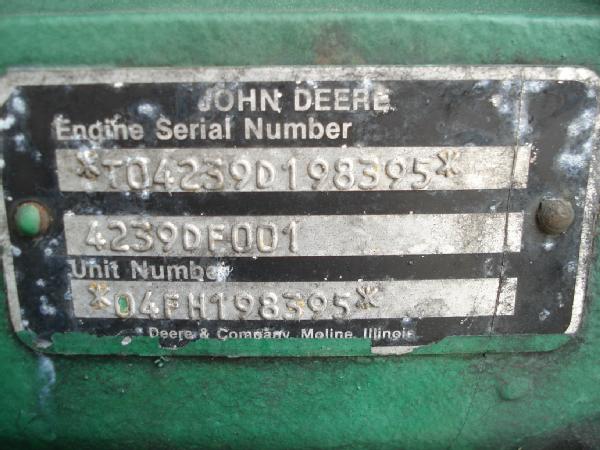 JOHN DEERE
Engine Serial Number
*T04239D198395*
4239DF001
Unit Number
*04FH198395*
Deere & Company, Moline, Illinois